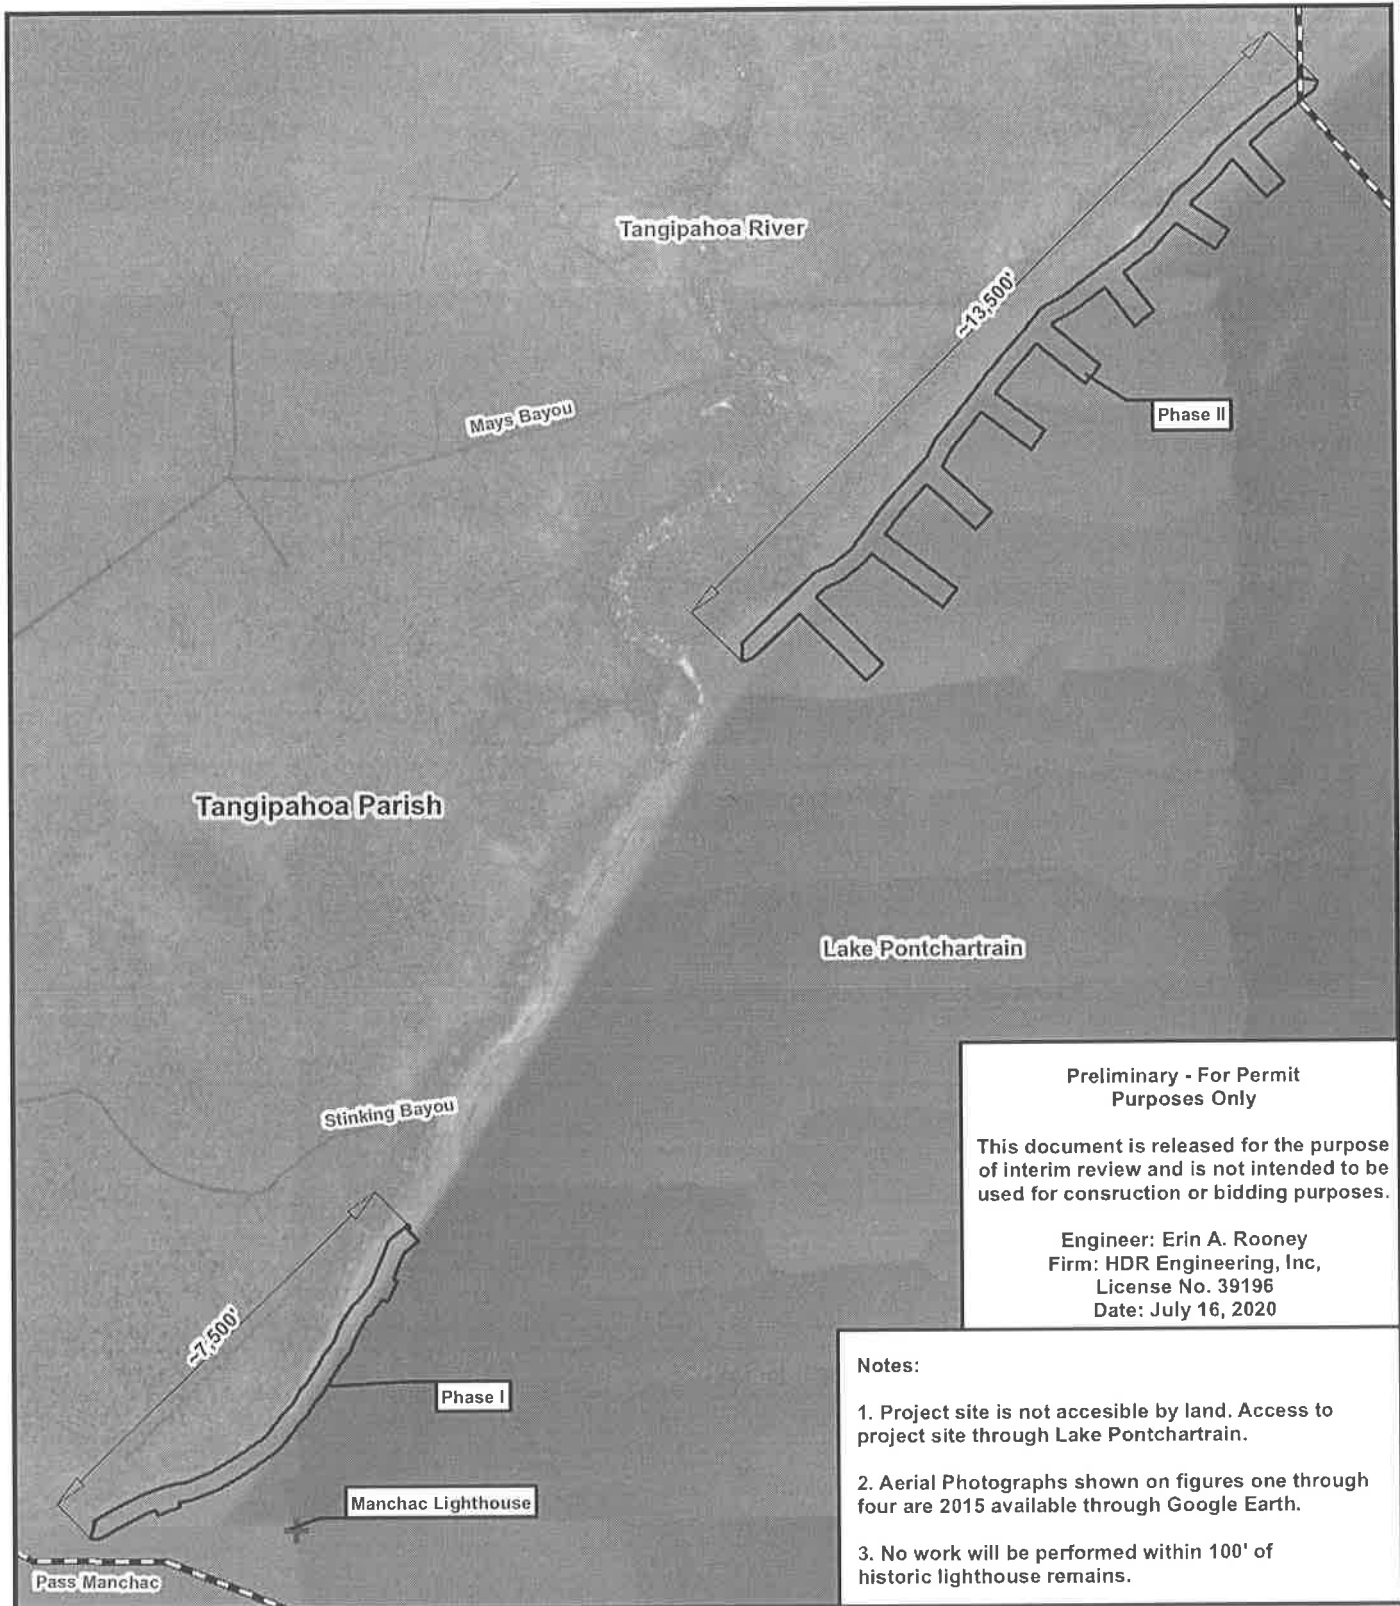 Tangipahoa River
~13,500'
Mays Bayou
Phase II
Tangipahoa Parish
Lake Pontchartrain
Stinking Bayou
~7,500'
Phase I
Manchac Lighthouse
Pass Manchac
Preliminary - For Permit
Purposes Only
This document is released for the purpose
of interim review and is not intended to be
used for consruction or bidding purposes.
Engineer: Erin A. Rooney
Firm: HDR Engineering, Inc,
License No. 39196
Date: July 16, 2020
Notes:
1. Project site is not accesible by land. Access to
project site through Lake Pontchartrain.
2. Aerial Photographs shown on figures one through
four are 2015 available through Google Earth.
3. No work will be performed within 100' of
historic lighthouse remains.